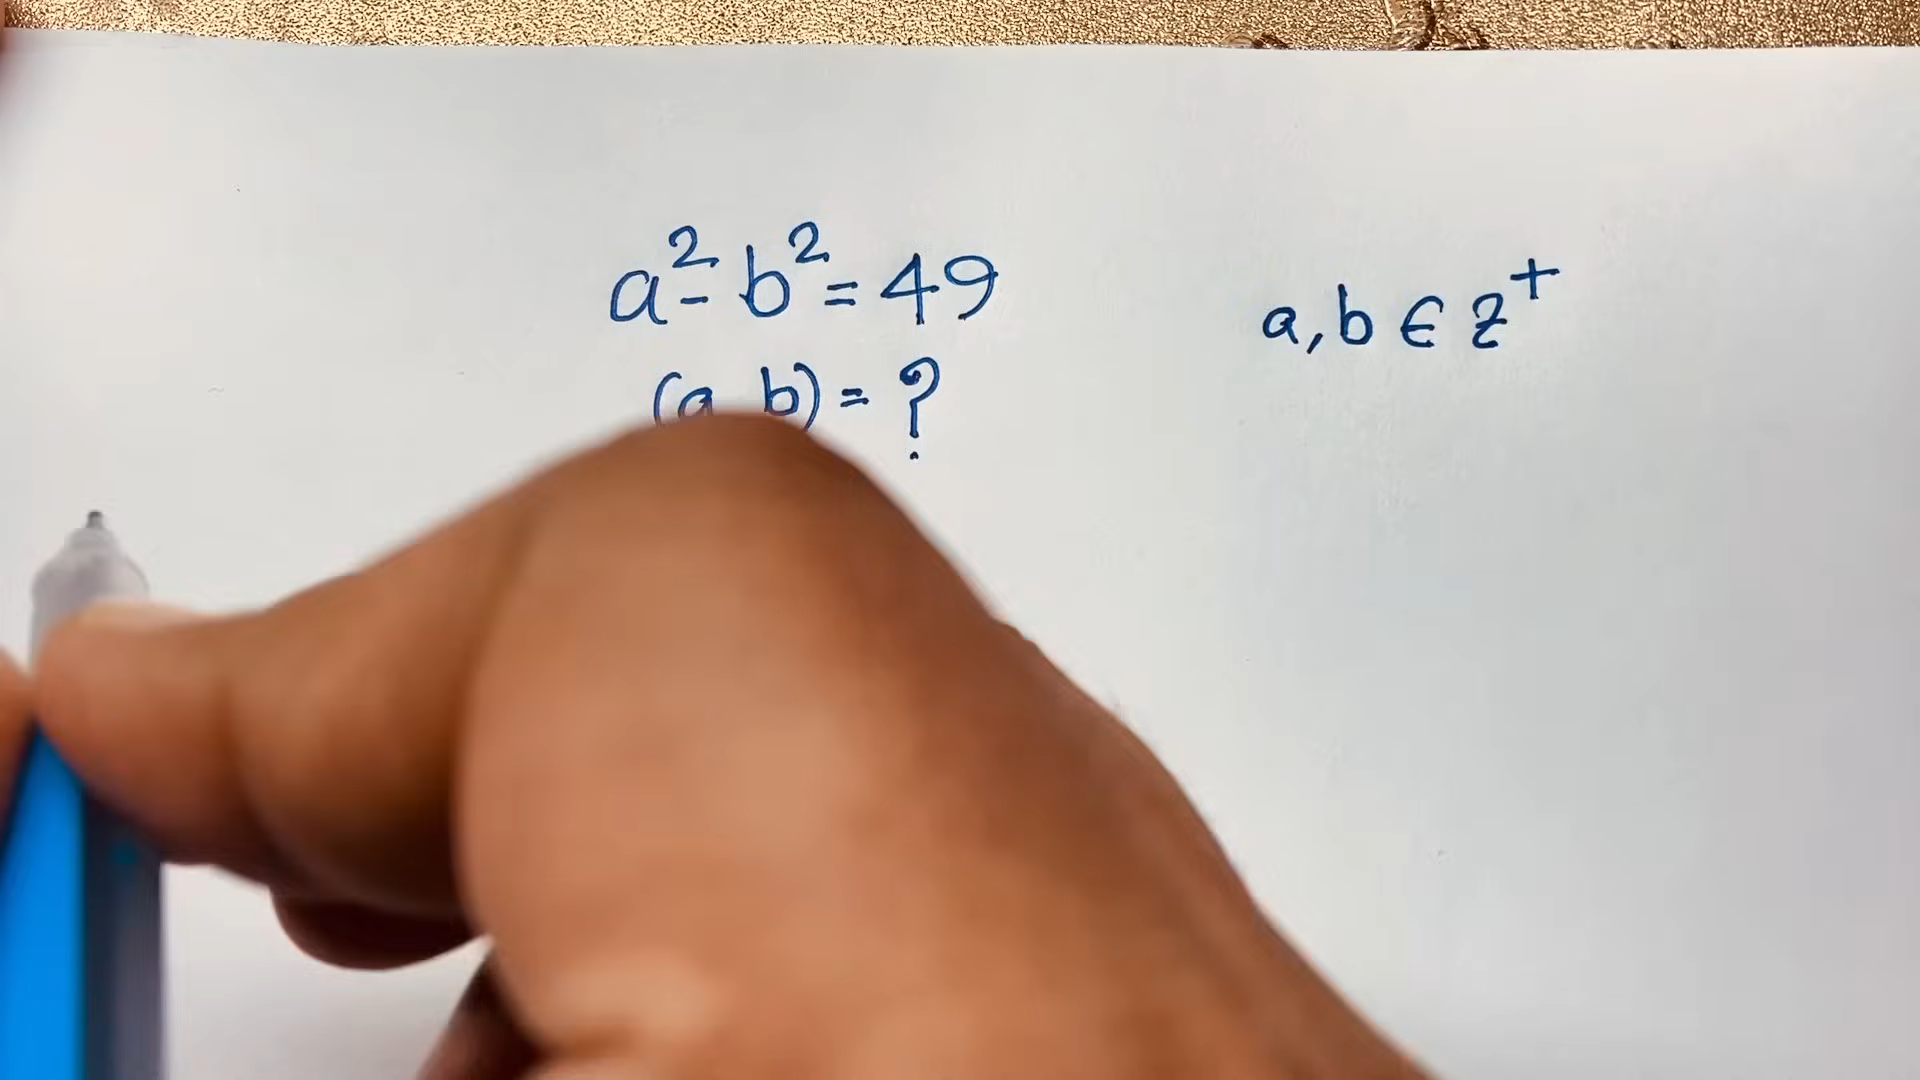 a² - b² = 49
a, b ∈ z⁺
(a b) = ?